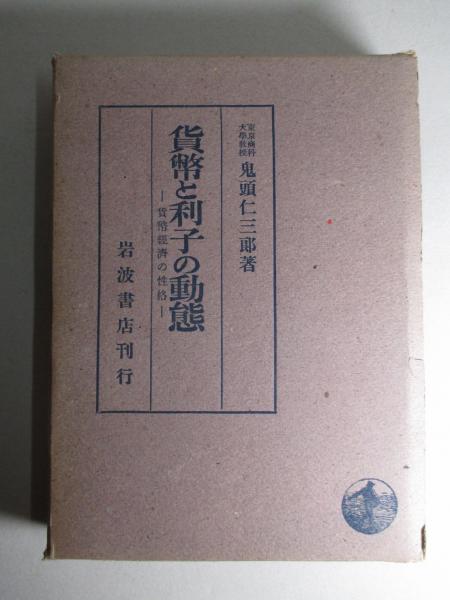 東京商科
大學教授
鬼頭仁三郎著
貨幣と利子の動態
―貨幣經濟の性格―
岩波書店刊行